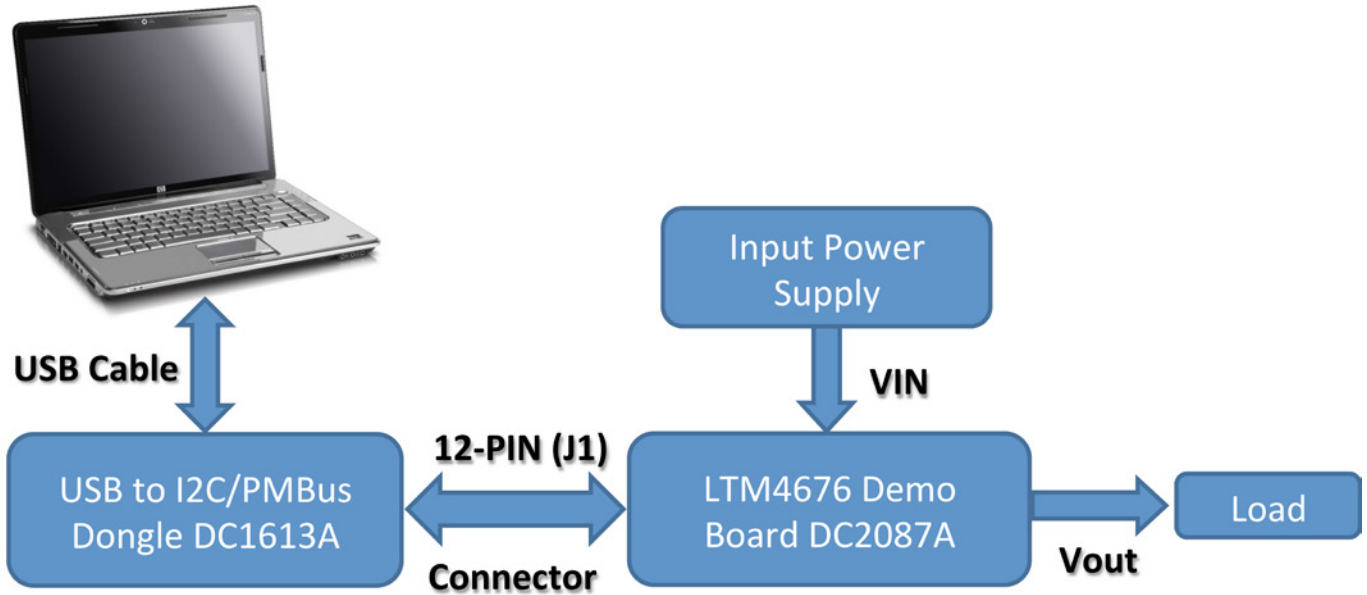 Input Power
Supply
USB Cable
VIN
12-PIN (J1)
USB to I2C/PMBus
Dongle DC1613A
LTM4676 Demo
Board DC2087A
Load
Connector
Vout